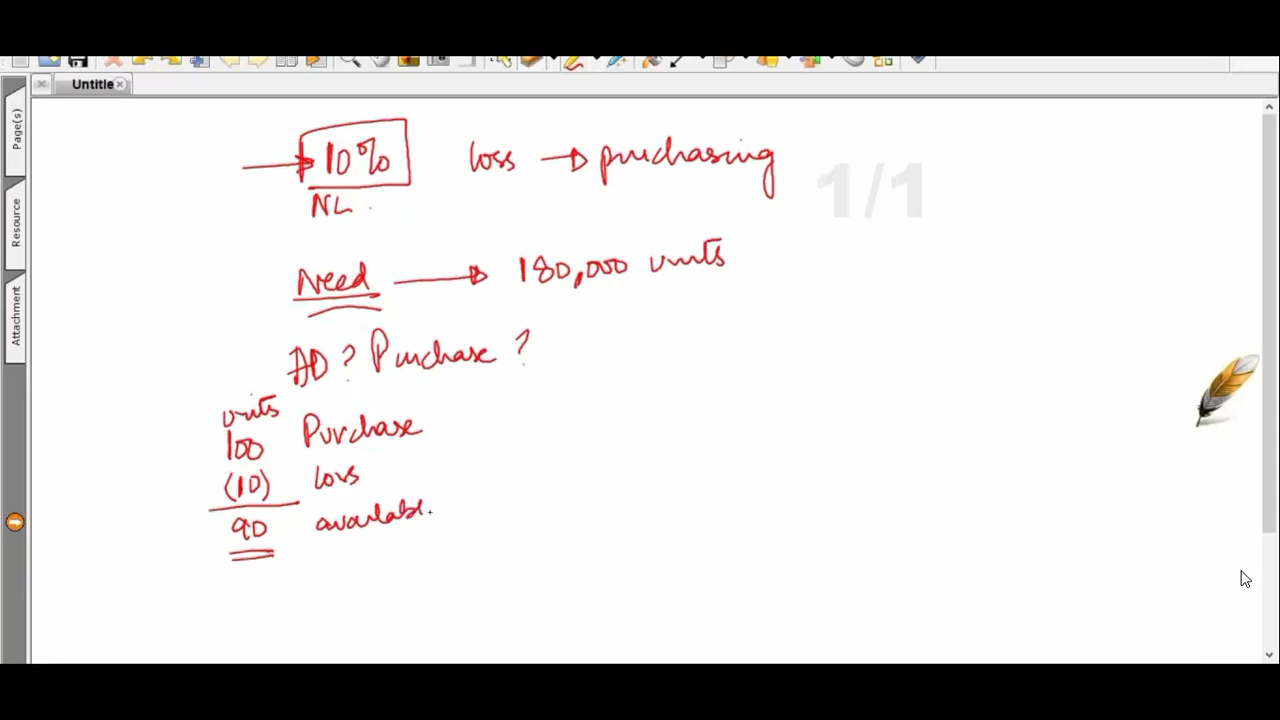 Untitle
Page(s)
Resource
Attachment
1/1
10% loss → purchasing
NL
Need → 180,000 units
AD? Purchase?
units
100 Purchase
(10) loss
90 availabl